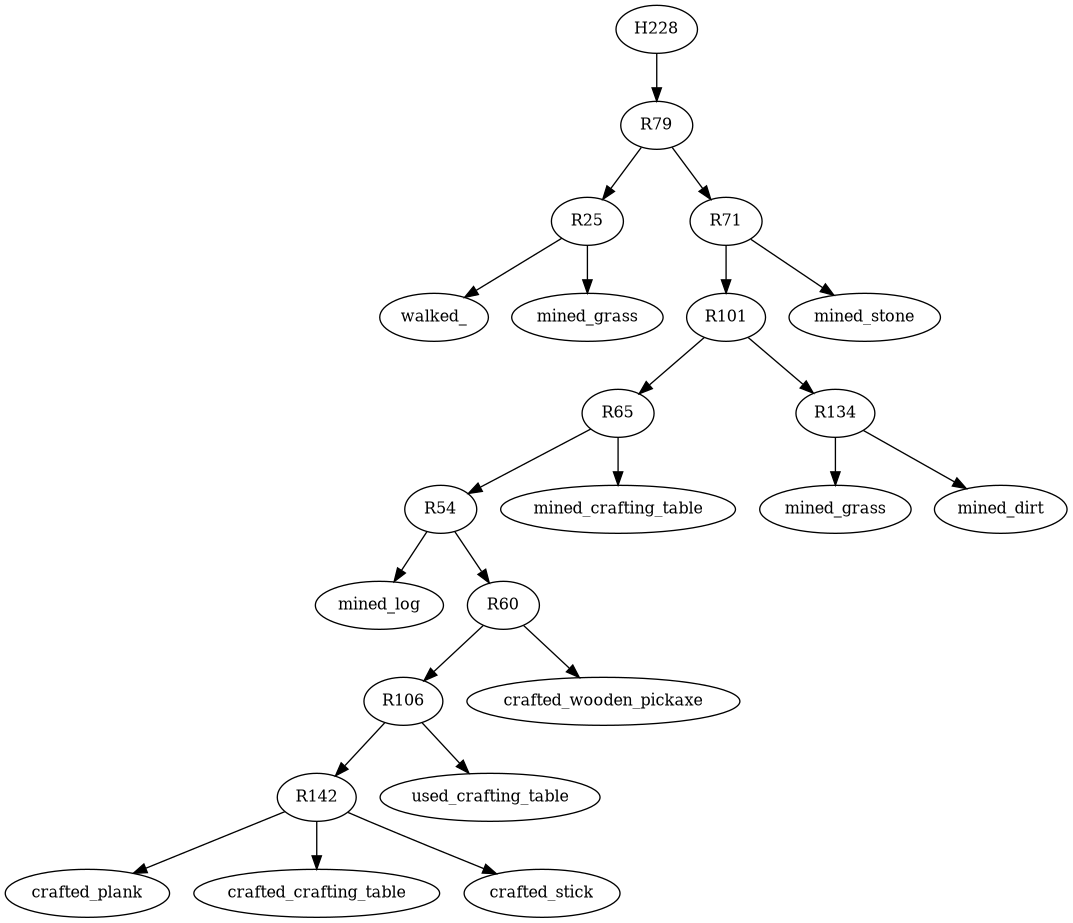 H228
R79
R25
R71
walked_
mined_grass
R101
mined_stone
R65
R134
R54
mined_crafting_table
mined_grass
mined_dirt
mined_log
R60
R106
crafted_wooden_pickaxe
R142
used_crafting_table
crafted_plank
crafted_crafting_table
crafted_stick